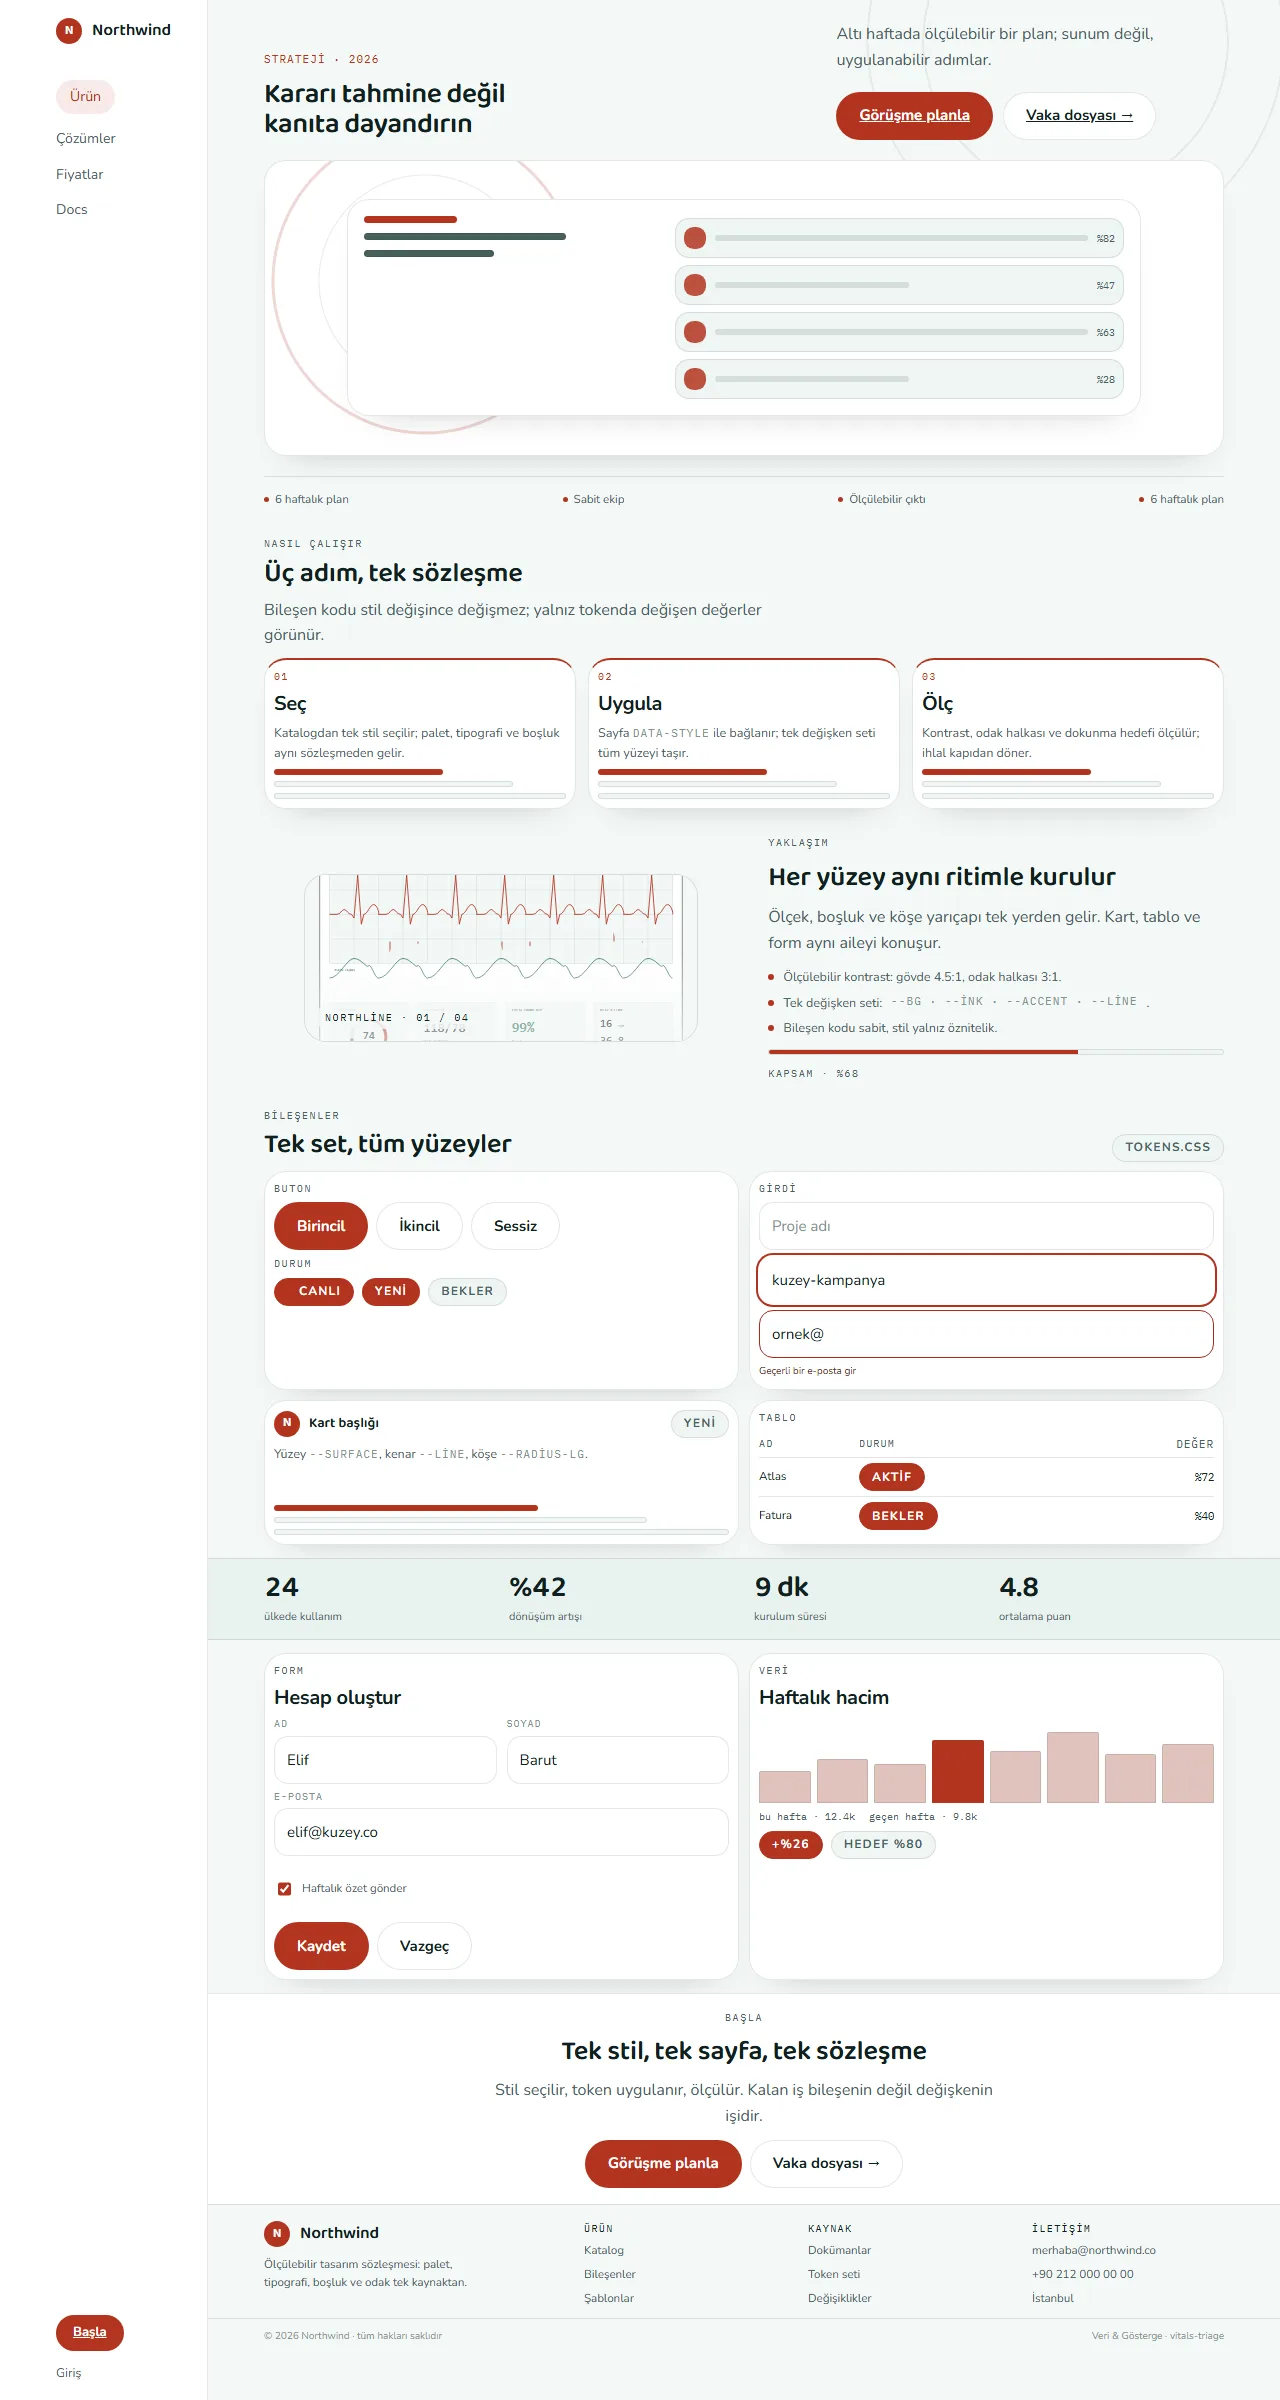 N Northwind
Ürün
Çözümler
Fiyatlar
Docs
STRATEJİ · 2026
Kararı tahmine değil
kanıta dayandırın
Altı haftada ölçülebilir bir plan; sunum değil,
uygulanabilir adımlar.
Görüşme planla
Vaka dosyası →
%82
%47
%63
%28
6 haftalık plan
Sabit ekip
Ölçülebilir çıktı
6 haftalık plan
NASIL ÇALIŞIR
Üç adım, tek sözleşme
Bileşen kodu stil değişince değişmez; yalnız tokenda değişen değerler
görünür.
01
Seç
Katalogdan tek stil seçilir; palet, tipografi ve boşluk
aynı sözleşmeden gelir.
02
Uygula
Sayfa DATA-STYLE ile bağlanır; tek değişken seti
tüm yüzeyi taşır.
03
Ölç
Kontrast, odak halkası ve dokunma hedefi ölçülür;
ihlal kapıdan döner.
NORTHLİNE · 01 / 04
74
118/78
99%
16
36.8
YAKLAŞIM
Her yüzey aynı ritimle kurulur
Ölçek, boşluk ve köşe yarıçapı tek yerden gelir. Kart, tablo ve
form aynı aileyi konuşur.
Ölçülebilir kontrast: gövde 4.5:1, odak halkası 3:1.
Tek değişken seti: --BG · --İNK · --ACCENT · --LİNE .
Bileşen kodu sabit, stil yalnız öznitelik.
KAPSAM · %68
BİLEŞENLER
Tek set, tüm yüzeyler
TOKENS.CSS
BUTON
Birincil
İkincil
Sessiz
DURUM
CANLI
YENİ
BEKLER
GİRDİ
Proje adı
kuzey-kampanya
ornek@
Geçerli bir e-posta gir
N Kart başlığı
YENİ
Yüzey --SURFACE, kenar --LİNE, köşe --RADİUS-LG.
TABLO
AD DURUM DEĞER
Atlas AKTİF %72
Fatura BEKLER %40
24
ülkede kullanım
%42
dönüşüm artışı
9 dk
kurulum süresi
4.8
ortalama puan
FORM
Hesap oluştur
AD
Elif
SOYAD
Barut
E-POSTA
elif@kuzey.co
Haftalık özet gönder
Kaydet
Vazgeç
VERİ
Haftalık hacim
bu hafta · 12.4k geçen hafta · 9.8k
+%26
HEDEF %80
BAŞLA
Tek stil, tek sayfa, tek sözleşme
Stil seçilir, token uygulanır, ölçülür. Kalan iş bileşenin değil değişkenin
işidir.
Görüşme planla
Vaka dosyası →
N Northwind
Ölçülebilir tasarım sözleşmesi: palet,
tipografi, boşluk ve odak tek kaynaktan.
ÜRÜN
Katalog
Bileşenler
Şablonlar
KAYNAK
Dokümanlar
Token seti
Değişiklikler
İLETİŞİM
merhaba@northwind.co
+90 212 000 00 00
İstanbul
Başla
Giriş
© 2026 Northwind · tüm hakları saklıdır
Veri & Gösterge · vitals-triage